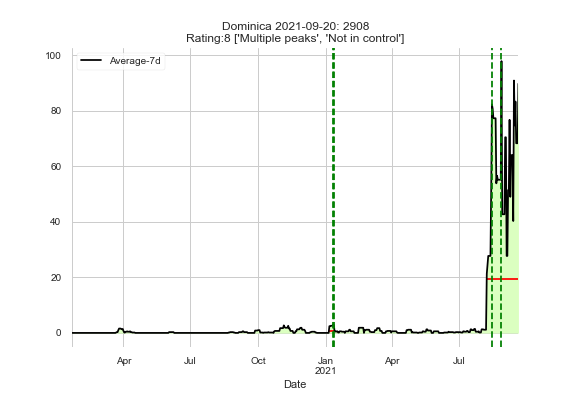 Dominica 2021-09-20: 2908
Rating:8 ['Multiple peaks', 'Not in control']
100
Average-7d
80
60
40
20
0
Apr Jul Oct Jan Apr Jul
2021
Date